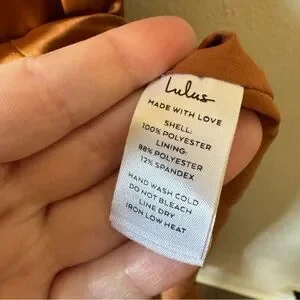 Lulus
MADE WITH LOVE
SHELL:
100% POLYESTER
LINING:
88% POLYESTER
12% SPANDEX
HAND WASH COLD
DO NOT BLEACH
LINE DRY
IRON LOW HEAT